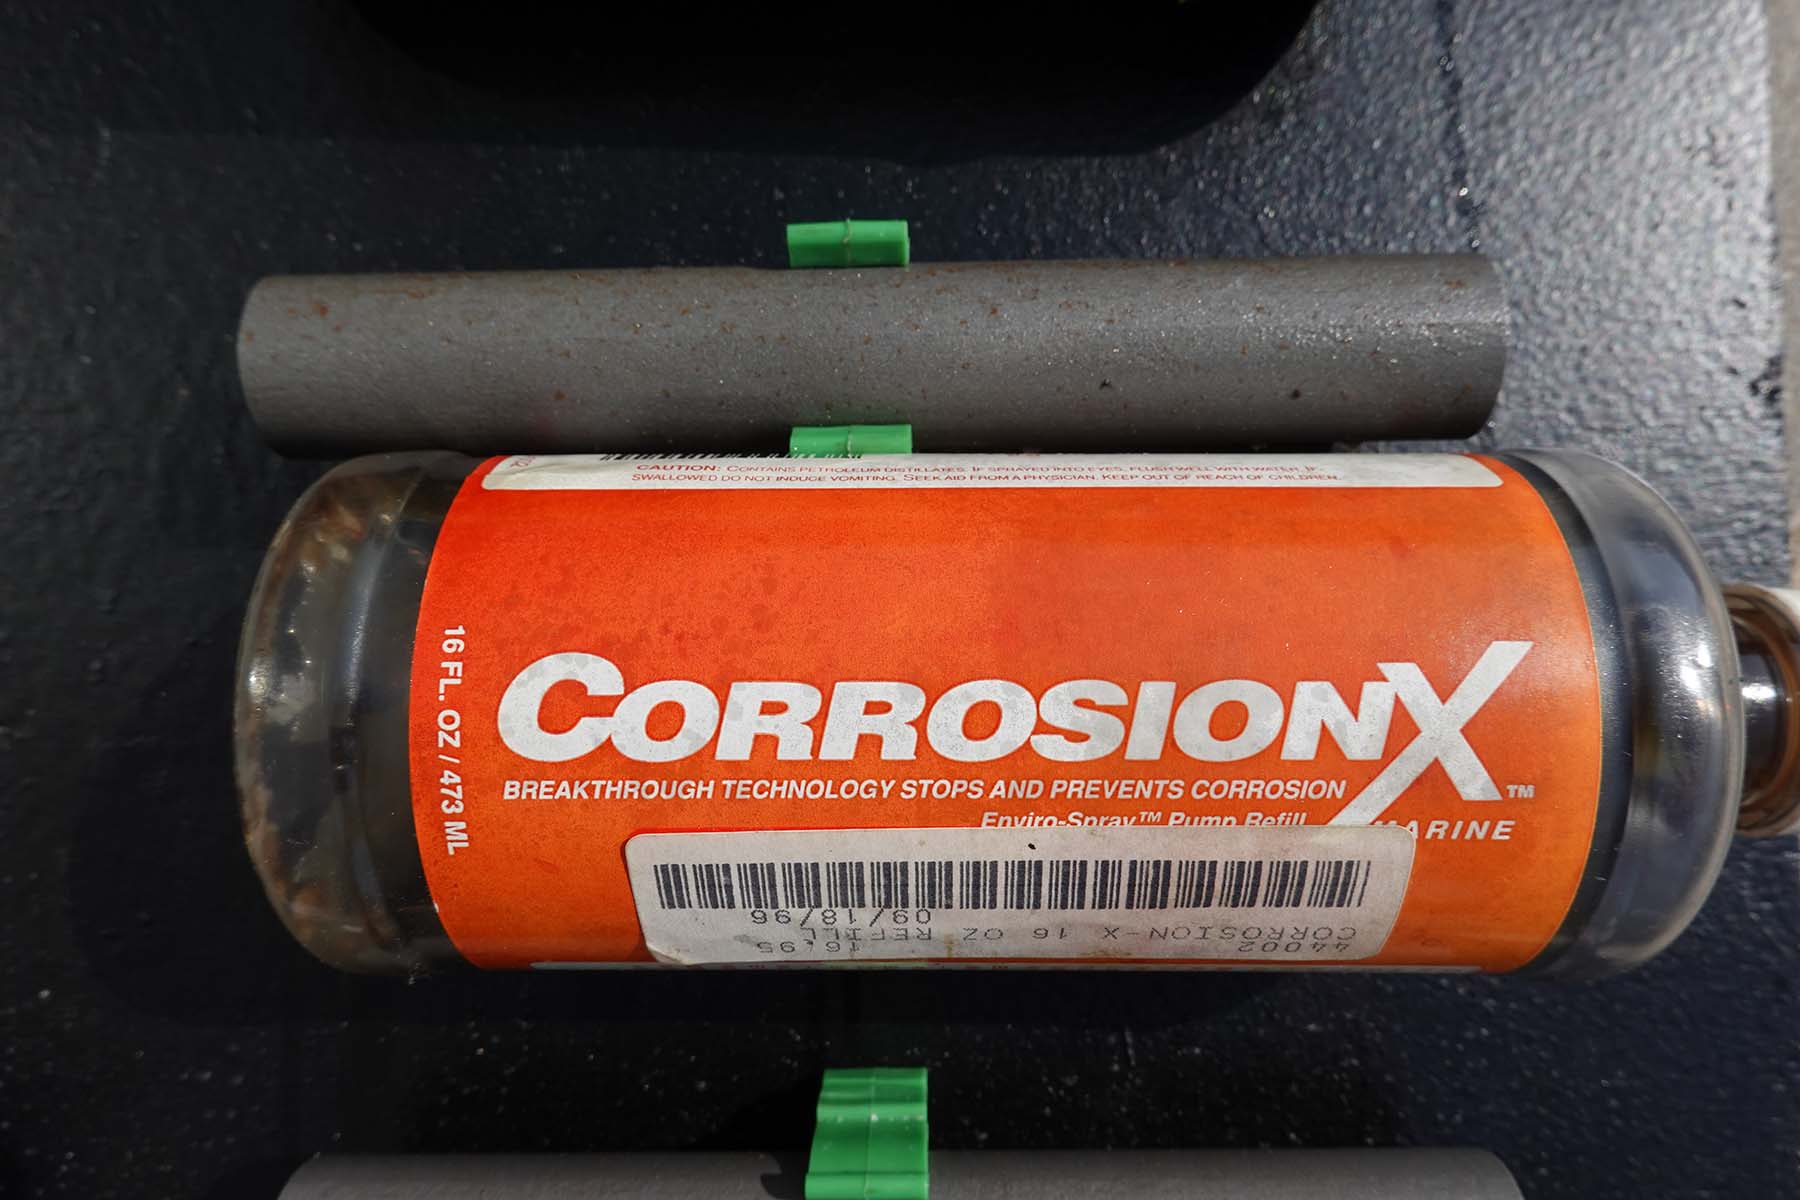 CAUTION: CONTAINS PETROLEUM DISTILLATES. IF SPRAYED INTO EYES, FLUSH WELL WITH WATER. IF
SWALLOWED DO NOT INDUCE VOMITING. SEEK AID FROM A PHYSICIAN. KEEP OUT OF REACH OF CHILDREN.
16 FL. OZ / 473 ML
CORROSIONX
BREAKTHROUGH TECHNOLOGY STOPS AND PREVENTS CORROSION
TM
Enviro-Spray™ Pump Refill
MARINE
44002 16.95
CORROSION-X 16 OZ REFILL
09/18/96